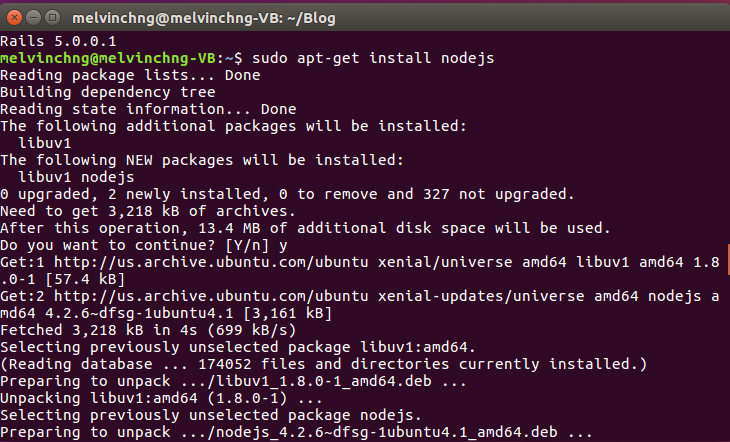 melvinchng@melvinchng-VB: ~/Blog
Rails 5.0.0.1
melvinchng@melvinchng-VB:~$ sudo apt-get install nodejs
Reading package lists... Done
Building dependency tree
Reading state information... Done
The following additional packages will be installed:
  libuv1
The following NEW packages will be installed:
  libuv1 nodejs
0 upgraded, 2 newly installed, 0 to remove and 327 not upgraded.
Need to get 3,218 kB of archives.
After this operation, 13.4 MB of additional disk space will be used.
Do you want to continue? [Y/n] y
Get:1 http://us.archive.ubuntu.com/ubuntu xenial/universe amd64 libuv1 amd64 1.8
.0-1 [57.4 kB]
Get:2 http://us.archive.ubuntu.com/ubuntu xenial-updates/universe amd64 nodejs a
md64 4.2.6~dfsg-1ubuntu4.1 [3,161 kB]
Fetched 3,218 kB in 4s (699 kB/s)
Selecting previously unselected package libuv1:amd64.
(Reading database ... 174052 files and directories currently installed.)
Preparing to unpack .../libuv1_1.8.0-1_amd64.deb ...
Unpacking libuv1:amd64 (1.8.0-1) ...
Selecting previously unselected package nodejs.
Preparing to unpack .../nodejs_4.2.6~dfsg-1ubuntu4.1_amd64.deb ...